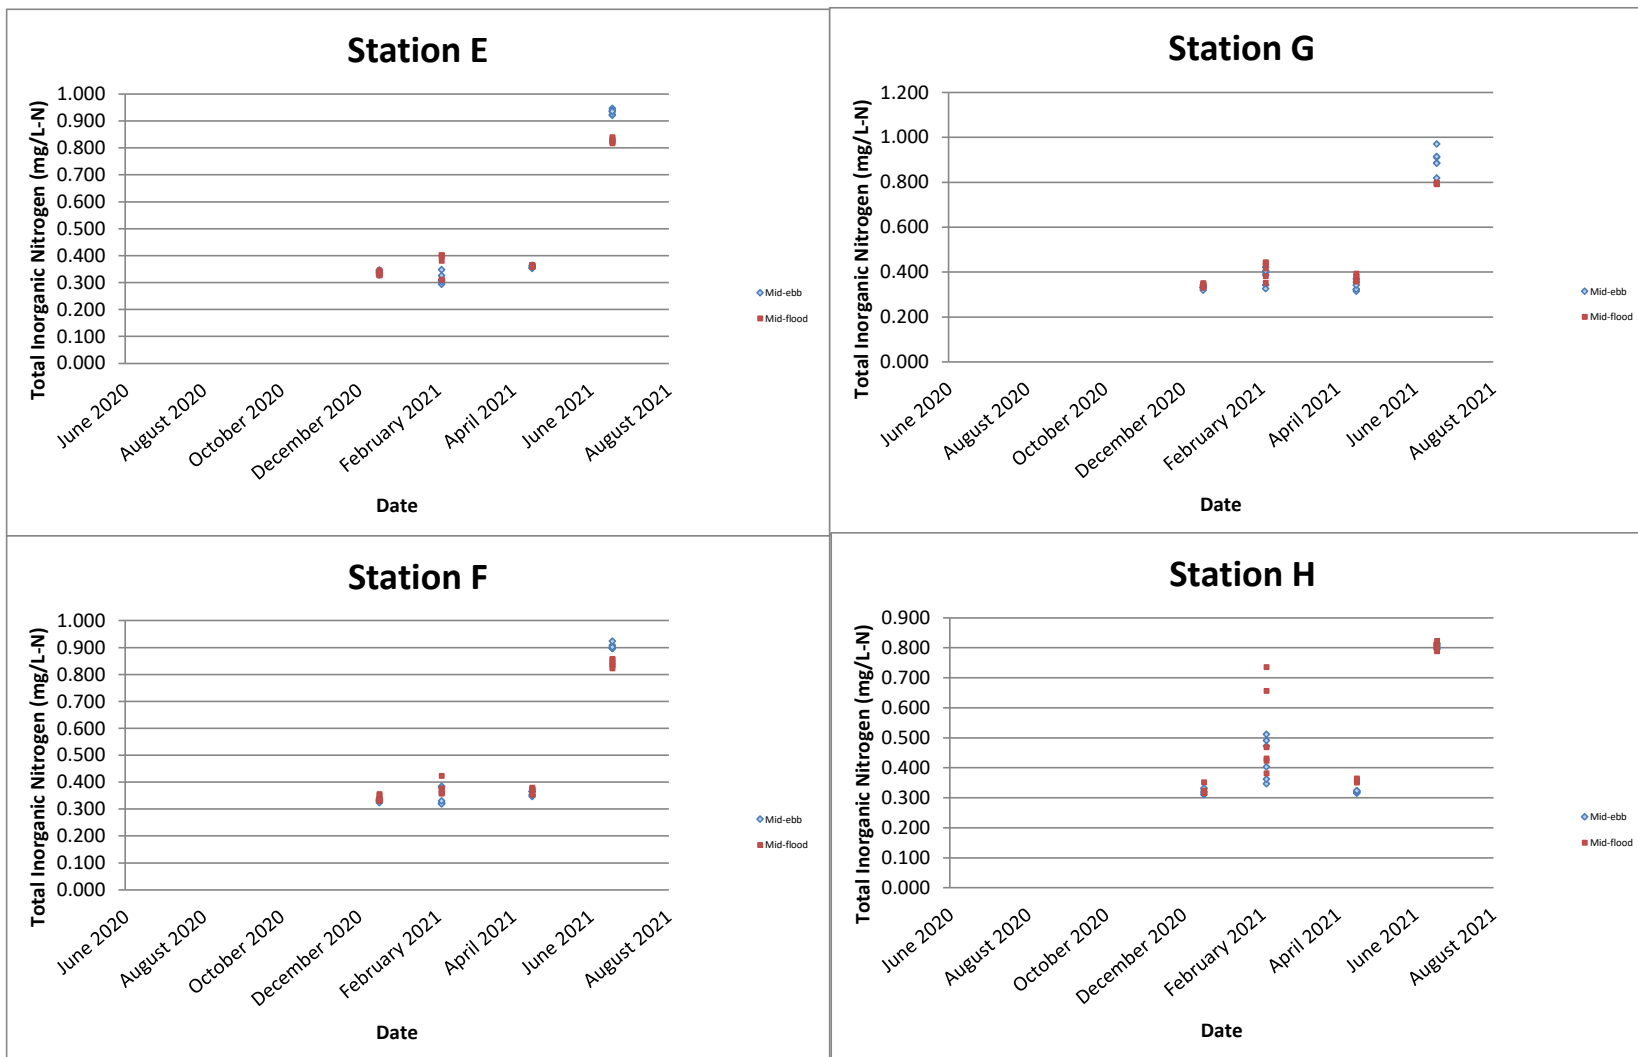 Station E
Total Inorganic Nitrogen (mg/L-N)
1.000
0.900
0.800
0.700
0.600
0.500
0.400
0.300
0.200
0.100
0.000
June 2020
August 2020
October 2020
December 2020
February 2021
April 2021
June 2021
August 2021
Date
Mid-ebb
Mid-flood
Station G
Total Inorganic Nitrogen (mg/L-N)
1.200
1.000
0.800
0.600
0.400
0.200
0.000
June 2020
August 2020
October 2020
December 2020
February 2021
April 2021
June 2021
August 2021
Date
Mid-ebb
Mid-flood
Station F
Total Inorganic Nitrogen (mg/L-N)
1.000
0.900
0.800
0.700
0.600
0.500
0.400
0.300
0.200
0.100
0.000
June 2020
August 2020
October 2020
December 2020
February 2021
April 2021
June 2021
August 2021
Date
Mid-ebb
Mid-flood
Station H
Total Inorganic Nitrogen (mg/L-N)
0.900
0.800
0.700
0.600
0.500
0.400
0.300
0.200
0.100
0.000
June 2020
August 2020
October 2020
December 2020
February 2021
April 2021
June 2021
August 2021
Date
Mid-ebb
Mid-flood